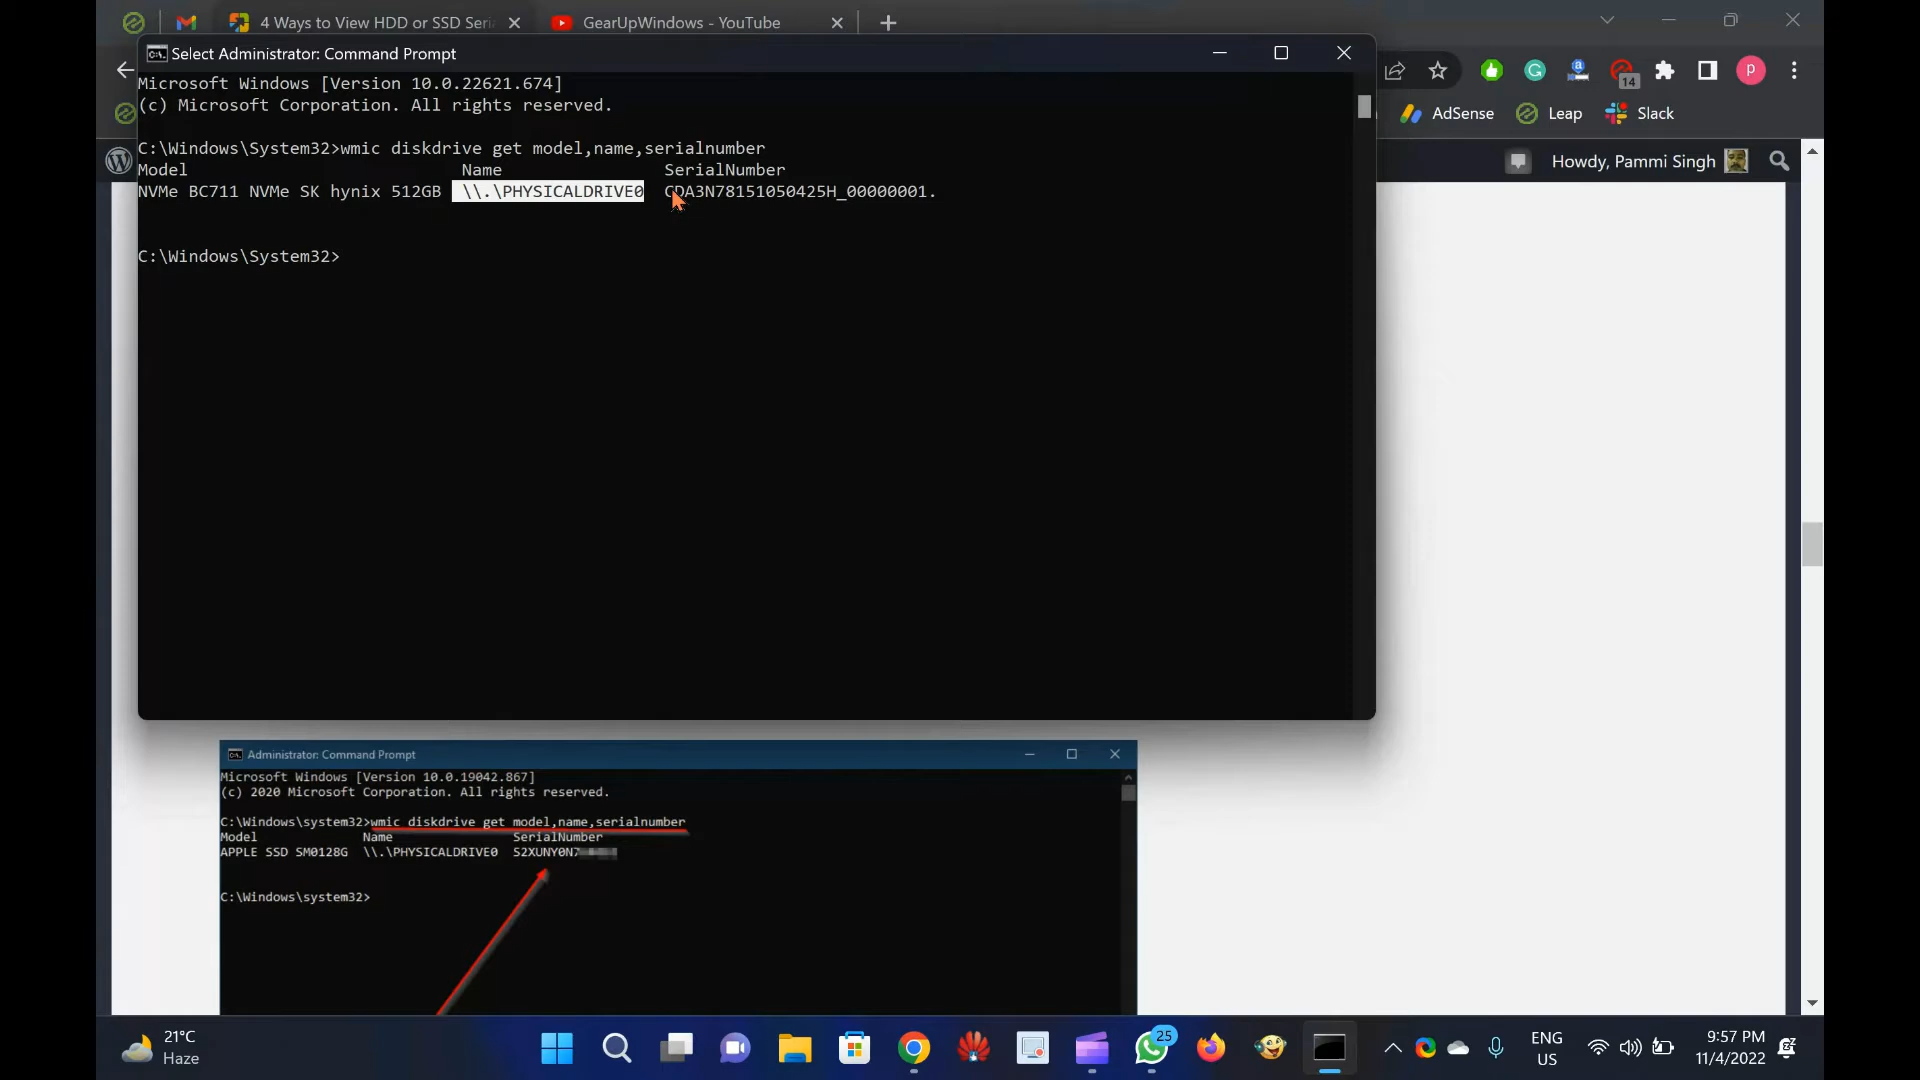 4 Ways to View HDD or SSD Seri
GearUpWindows - YouTube
Select Administrator: Command Prompt
Microsoft Windows [Version 10.0.22621.674]
(c) Microsoft Corporation. All rights reserved.
C:\Windows\System32>wmic diskdrive get model,name,serialnumber
Model Name SerialNumber
NVMe BC711 NVMe SK hynix 512GB \\.\PHYSICALDRIVE0 CDA3N78151050425H_00000001.
C:\Windows\System32>
14
P
AdSense
Leap
Slack
Howdy, Pammi Singh
Administrator: Command Prompt
Microsoft Windows [Version 10.0.19042.867]
(c) 2020 Microsoft Corporation. All rights reserved.
C:\Windows\system32>wmic diskdrive get model,name,serialnumber
Model Name SerialNumber
APPLE SSD SM0128G \\.\PHYSICALDRIVE0 S2XUNY0N7
C:\Windows\system32>
21°C
Haze
25
ENG
US
9:57 PM
11/4/2022